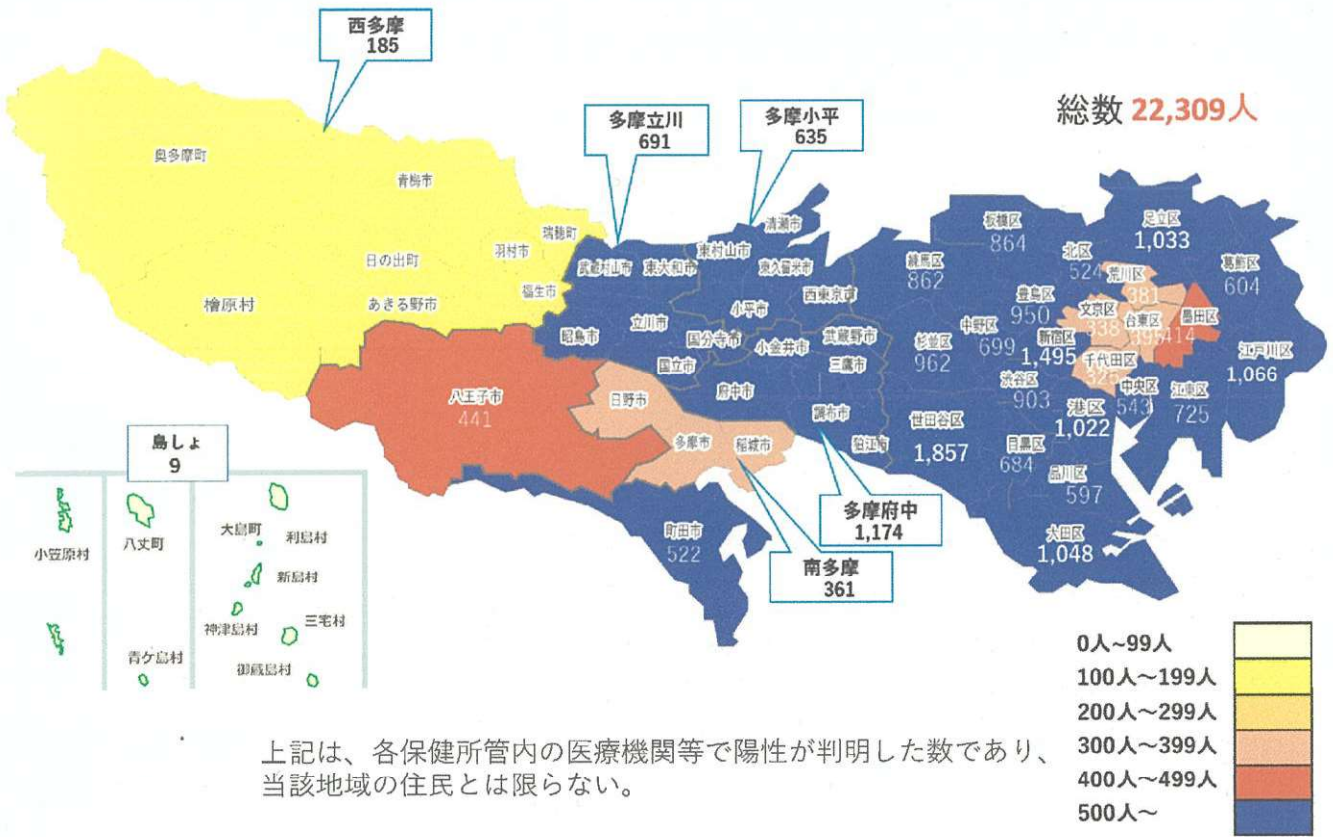 西多摩
185
多摩立川
691
多摩小平
635
総数 22,309人
奥多摩町
青梅市
瑞穂町
羽村市
日の出町
福生市
檜原村
あきる野市
武蔵村山市
東大和市
東村山市
清瀬市
東久留米市
昭島市
立川市
小平市
西東京市
国分寺市
小金井市
武蔵野市
国立市
三鷹市
府中市
調布市
狛江市
八王子市
441
日野市
多摩市
稲城市
町田市
522
多摩府中
1,174
南多摩
361
板橋区
864
足立区
1,033
練馬区
862
北区
524
荒川区
381
葛飾区
604
豊島区
950
文京区
338
台東区
395
墨田区
414
中野区
699
杉並区
962
新宿区
1,495
千代田区
325
江戸川区
1,066
渋谷区
903
中央区
543
江東区
725
世田谷区
1,857
港区
1,022
目黒区
684
品川区
597
大田区
1,048
島しょ
9
小笠原村
八丈町
青ケ島村
大島町
利島村
新島村
神津島村
三宅村
御蔵島村
0人~99人
100人～199人
200人～299人
300人～399人
400人～499人
500人～
上記は、各保健所管内の医療機関等で陽性が判明した数であり、
当該地域の住民とは限らない。